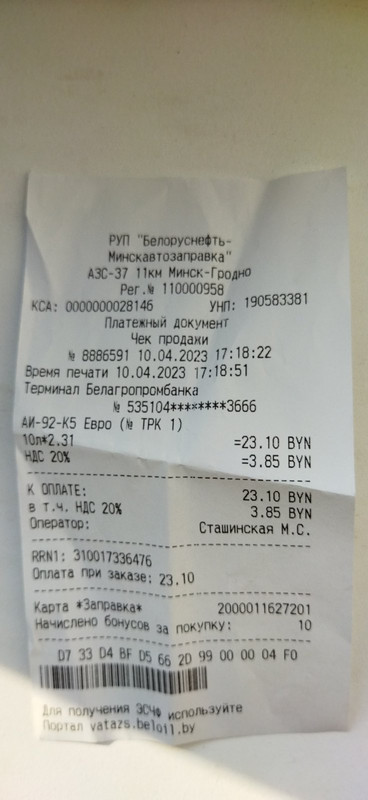 РУП "Белоруснефть-
Минскавтозаправка"
АЗС-37 11км Минск-Гродно
Рег.№ 110000958
КСА: 0000000028146 УНП: 190583381
Платежный документ
Чек продажи
№ 8886591 10.04.2023 17:18:22
Время печати 10.04.2023 17:18:51
Терминал Белагропромбанка
№ 535104********3666
АИ-92-К5 Евро (№ ТРК 1)
10л*2.31 =23.10 BYN
НДС 20% =3.85 BYN
К ОПЛАТЕ: 23.10 BYN
в т.ч. НДС 20% 3.85 BYN
Оператор: Сташинская М.С.
RRN1: 310017336476
Оплата при заказе: 23.10
Карта *Заправка* 2000011627201
Начислено бонусов за покупку: 10
D7 33 D4 BF D5 66 2D 99 00 00 04 F0
Для получения ЭСЧФ используйте
Портал vatazs.beloil.by